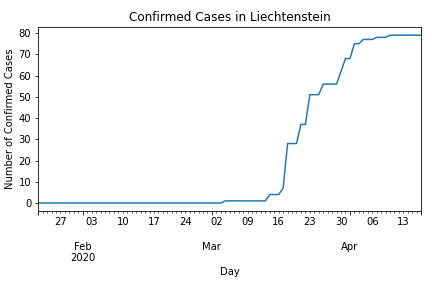 Confirmed Cases in Liechtenstein
Number of Confirmed Cases
80
70
60
50
40
30
20
10
0
27 03 10 17 24 02 09 16 23 30 06 13
Feb Mar Apr
2020
Day